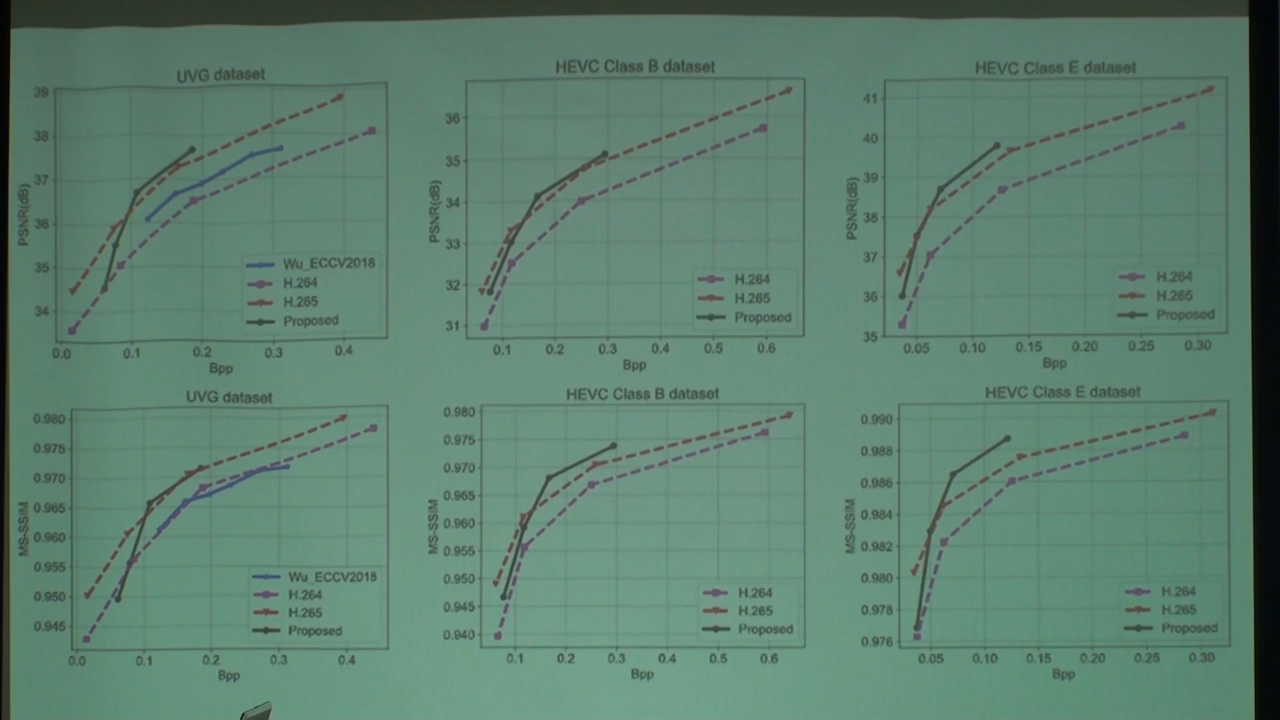 UVG dataset
39
38
37
36
35
34
PSNR(dB)
Wu_ECCV2018
H.264
H.265
Proposed
0.0 0.1 0.2 0.3 0.4
Bpp
HEVC Class B dataset
36
35
34
33
32
31
PSNR(dB)
H.264
H.265
Proposed
0.1 0.2 0.3 0.4 0.5 0.6
Bpp
HEVC Class E dataset
41
40
39
38
37
36
35
PSNR(dB)
H.264
H.265
Proposed
0.05 0.10 0.15 0.20 0.25 0.30
Bpp
UVG dataset
0.980
0.975
0.970
0.965
0.960
0.955
0.950
0.945
MS-SSIM
Wu_ECCV2018
H.264
H.265
Proposed
0.0 0.1 0.2 0.3 0.4
Bpp
HEVC Class B dataset
0.980
0.975
0.970
0.965
0.960
0.955
0.950
0.945
0.940
MS-SSIM
H.264
H.265
Proposed
0.1 0.2 0.3 0.4 0.5 0.6
Bpp
HEVC Class E dataset
0.990
0.988
0.986
0.984
0.982
0.980
0.978
0.976
MS-SSIM
H.264
H.265
Proposed
0.05 0.10 0.15 0.20 0.25 0.30
Bpp